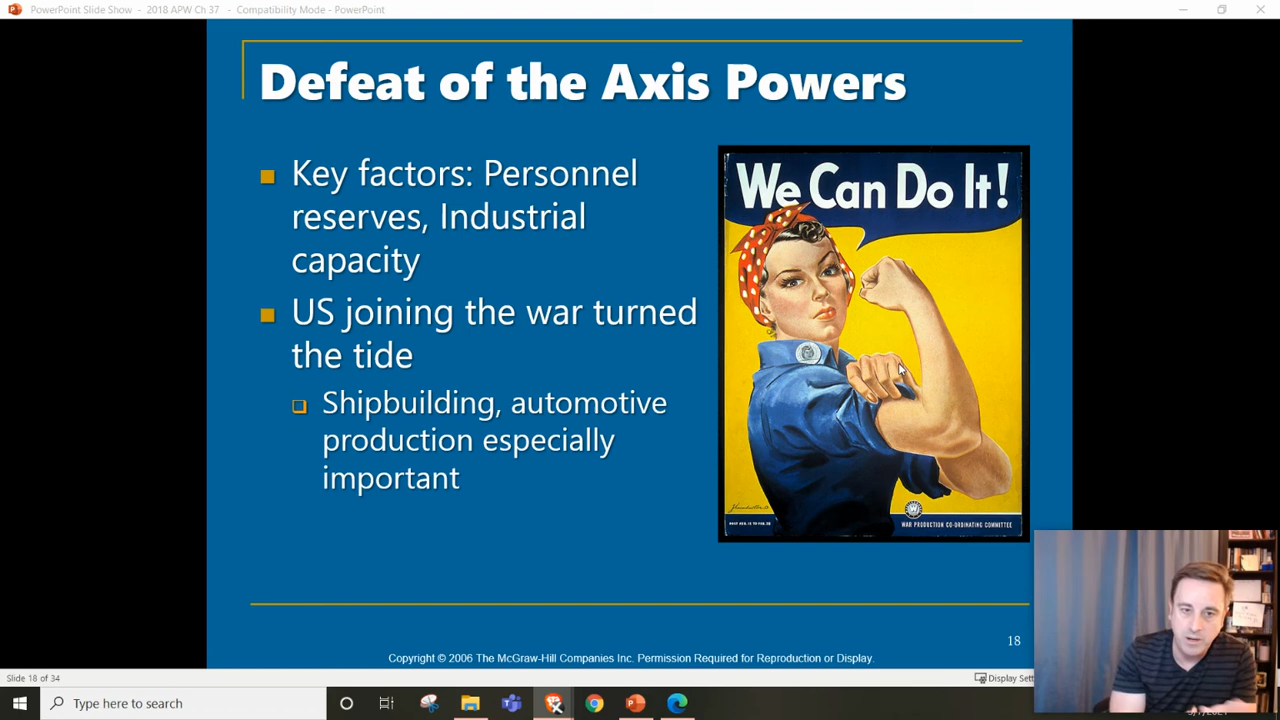 PowerPoint Slide Show - 2018 APW Ch 37 - Compatibility Mode - PowerPoint
Defeat of the Axis Powers
Key factors: Personnel
reserves, Industrial
capacity
US joining the war turned
the tide
Shipbuilding, automotive
production especially
important
We Can Do It!
WAR PRODUCTION CO-ORDINATING COMMITTEE
18
Copyright © 2006 The McGraw-Hill Companies Inc. Permission Required for Reproduction or Display.
Slide 18 of 34
Display Sett
Type here to search